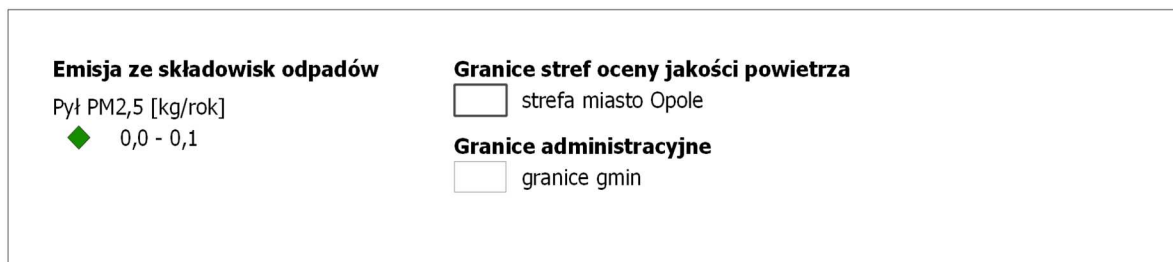 Emisja ze składowisk odpadów
Pył PM2,5 [kg/rok]
0,0 - 0,1
Granice stref oceny jakości powietrza
strefa miasto Opole
Granice administracyjne
granice gmin